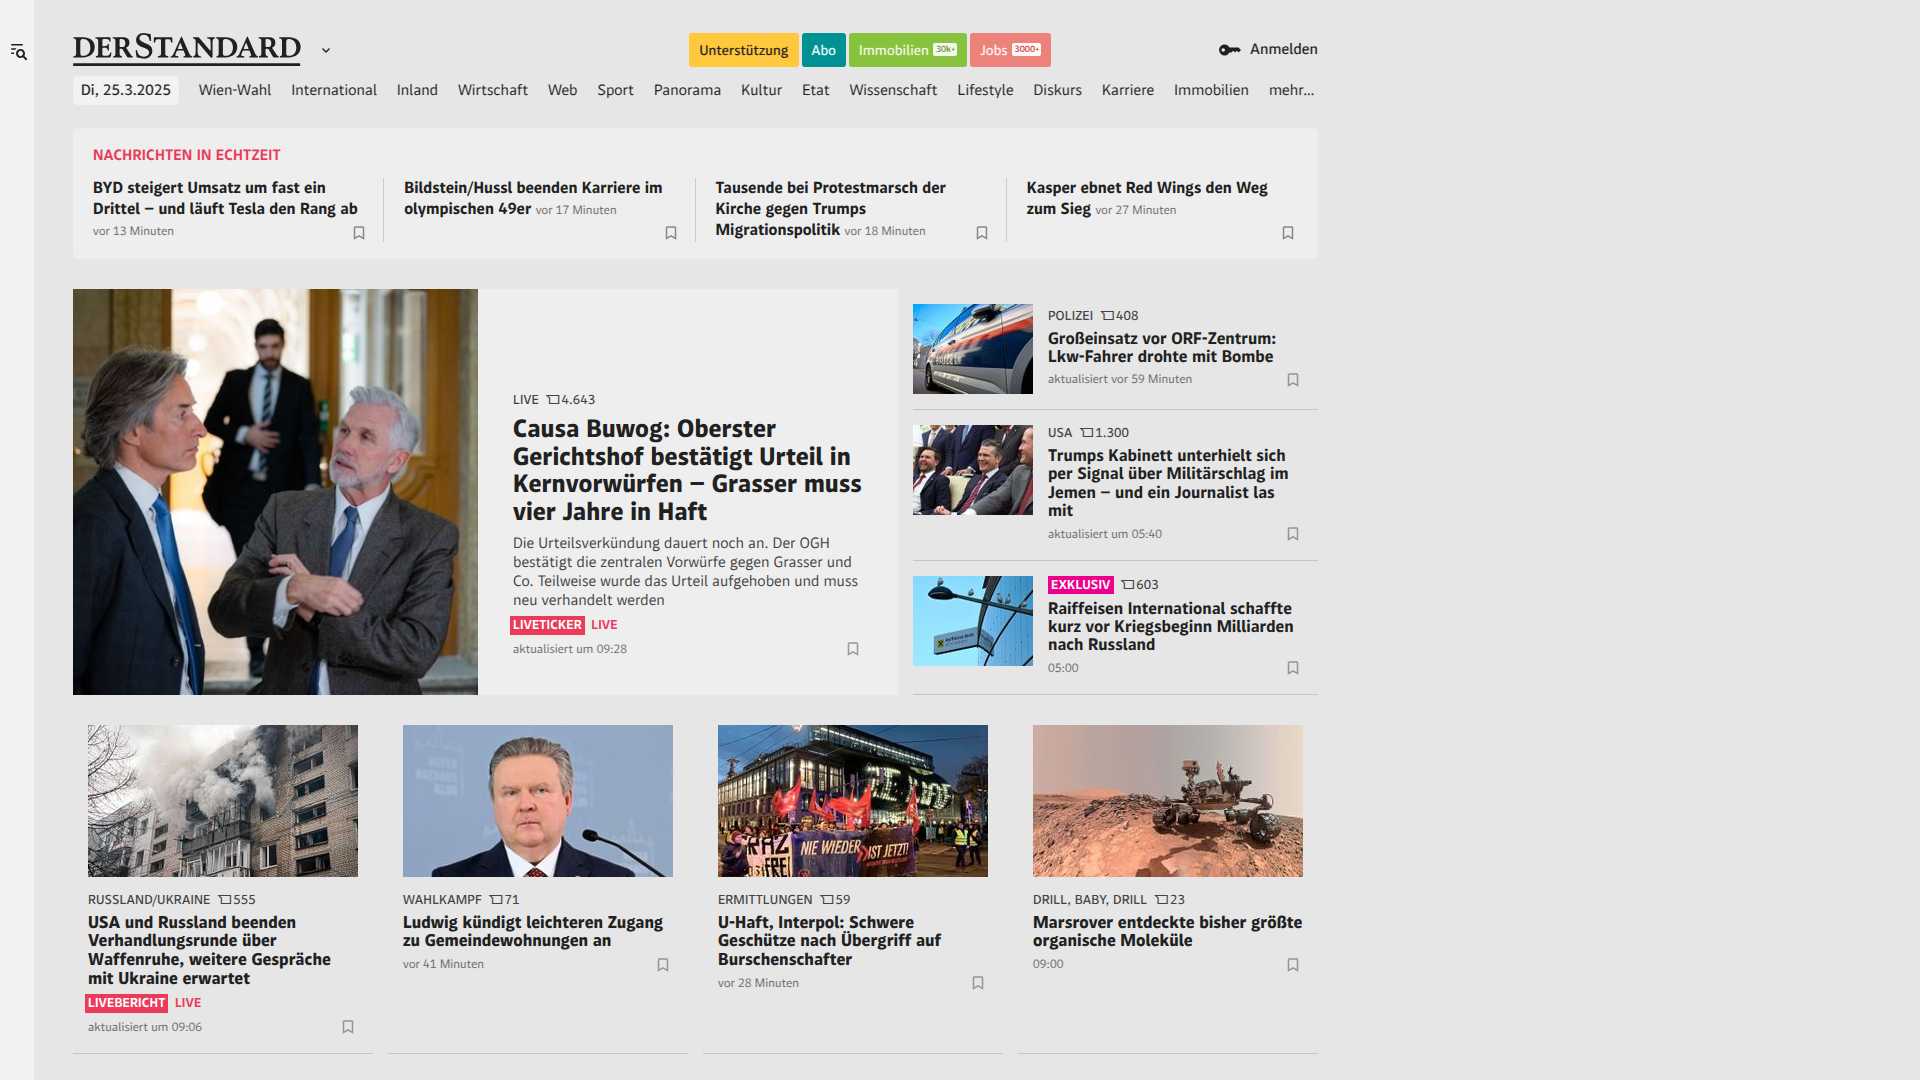 DERSTANDARD
Unterstützung
Abo
Immobilien 30k+
Jobs 3000+
Anmelden
Di, 25.3.2025
Wien-Wahl
International
Inland
Wirtschaft
Web
Sport
Panorama
Kultur
Etat
Wissenschaft
Lifestyle
Diskurs
Karriere
Immobilien
mehr...
NACHRICHTEN IN ECHTZEIT
BYD steigert Umsatz um fast ein
Drittel – und läuft Tesla den Rang ab
vor 13 Minuten
Bildstein/Hussl beenden Karriere im
olympischen 49er vor 17 Minuten
Tausende bei Protestmarsch der
Kirche gegen Trumps
Migrationspolitik vor 18 Minuten
Kasper ebnet Red Wings den Weg
zum Sieg vor 27 Minuten
LIVE 4.643
Causa Buwog: Oberster
Gerichtshof bestätigt Urteil in
Kernvorwürfen – Grasser muss
vier Jahre in Haft
Die Urteilsverkündung dauert noch an. Der OGH
bestätigt die zentralen Vorwürfe gegen Grasser und
Co. Teilweise wurde das Urteil aufgehoben und muss
neu verhandelt werden
LIVETICKER LIVE
aktualisiert um 09:28
POLIZEI 408
Großeinsatz vor ORF-Zentrum:
Lkw-Fahrer drohte mit Bombe
aktualisiert vor 59 Minuten
USA 1.300
Trumps Kabinett unterhielt sich
per Signal über Militärschlag im
Jemen – und ein Journalist las
mit
aktualisiert um 05:40
EXKLUSIV 603
Raiffeisen International schaffte
kurz vor Kriegsbeginn Milliarden
nach Russland
05:00
RUSSLAND/UKRAINE 555
USA und Russland beenden
Verhandlungsrunde über
Waffenruhe, weitere Gespräche
mit Ukraine erwartet
LIVEBERICHT LIVE
aktualisiert um 09:06
WAHLKAMPF 71
Ludwig kündigt leichteren Zugang
zu Gemeindewohnungen an
vor 41 Minuten
RAZ
FREI
NIE WIEDER
IST JETZT!
ERMITTLUNGEN 59
U-Haft, Interpol: Schwere
Geschütze nach Übergriff auf
Burschenschafter
vor 28 Minuten
DRILL, BABY, DRILL 23
Marsrover entdeckte bisher größte
organische Moleküle
09:00